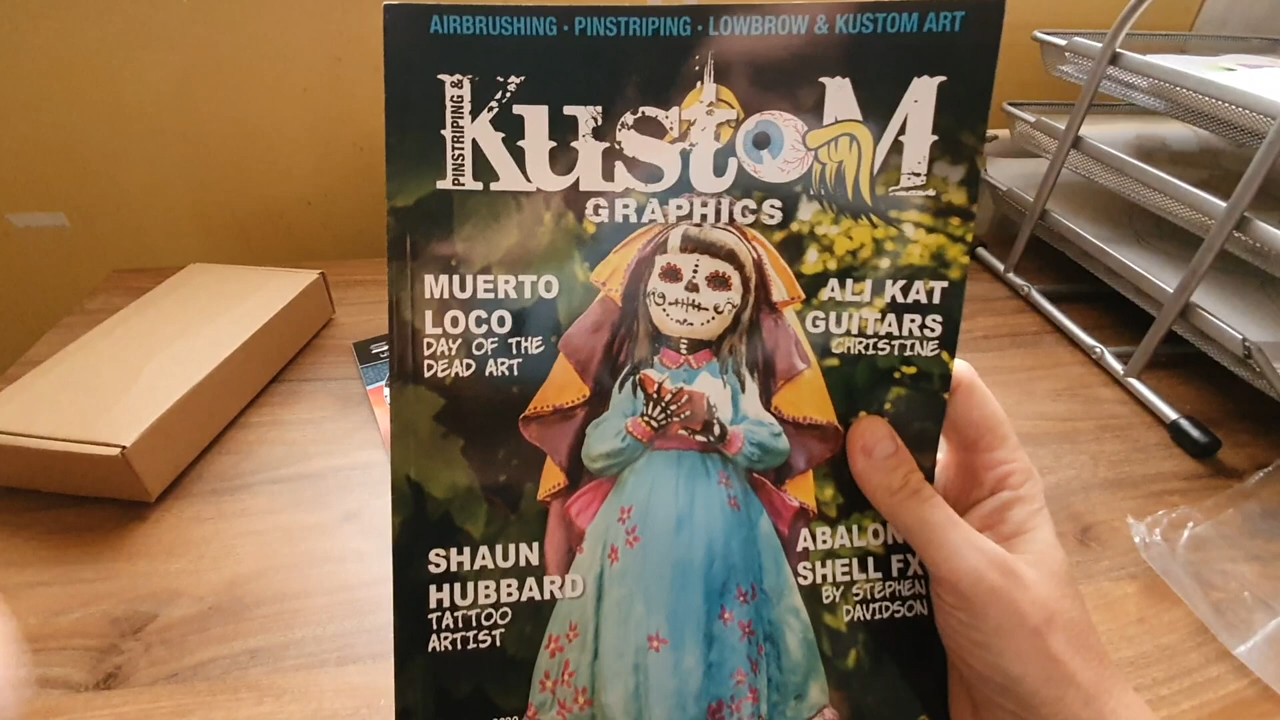 AIRBRUSHING · PINSTRIPING · LOWBROW & KUSTOM ART
PINSTRIPING &
KustoM
GRAPHICS
MUERTO
LOCO
DAY OF THE
DEAD ART
ALI KAT
GUITARS
CHRISTINE
SHAUN
HUBBARD
TATTOO
ARTIST
SHELL FX
BY STEPHEN
DAVIDSON